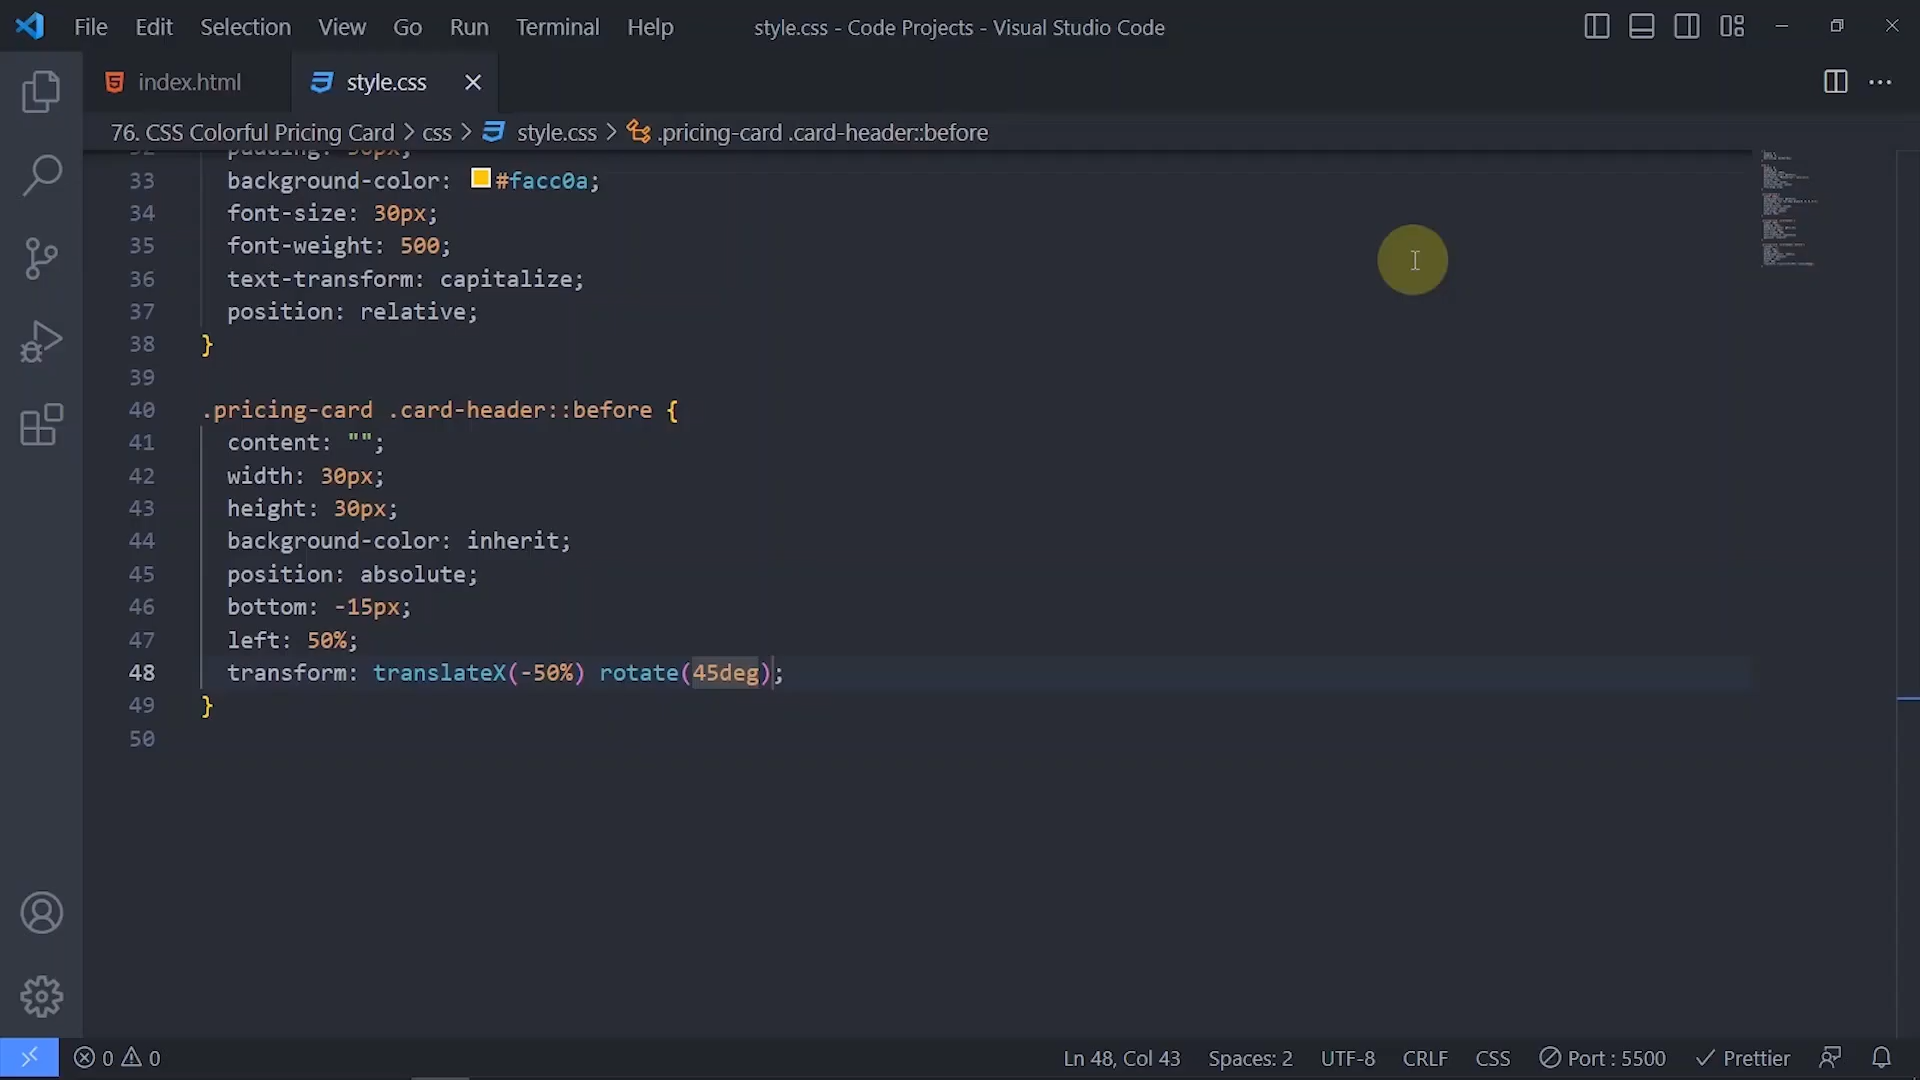 File Edit Selection View Go Run Terminal Help
style.css - Code Projects - Visual Studio Code
index.html
style.css
76. CSS Colorful Pricing Card > css > style.css > .pricing-card .card-header::before
33 background-color: #facc0a;
34 font-size: 30px;
35 font-weight: 500;
36 text-transform: capitalize;
37 position: relative;
38 }
39
40 .pricing-card .card-header::before {
41 content: "";
42 width: 30px;
43 height: 30px;
44 background-color: inherit;
45 position: absolute;
46 bottom: -15px;
47 left: 50%;
48 transform: translateX(-50%) rotate(45deg);
49 }
50
0 0
Ln 48, Col 43 Spaces: 2 UTF-8 CRLF CSS Port : 5500 Prettier